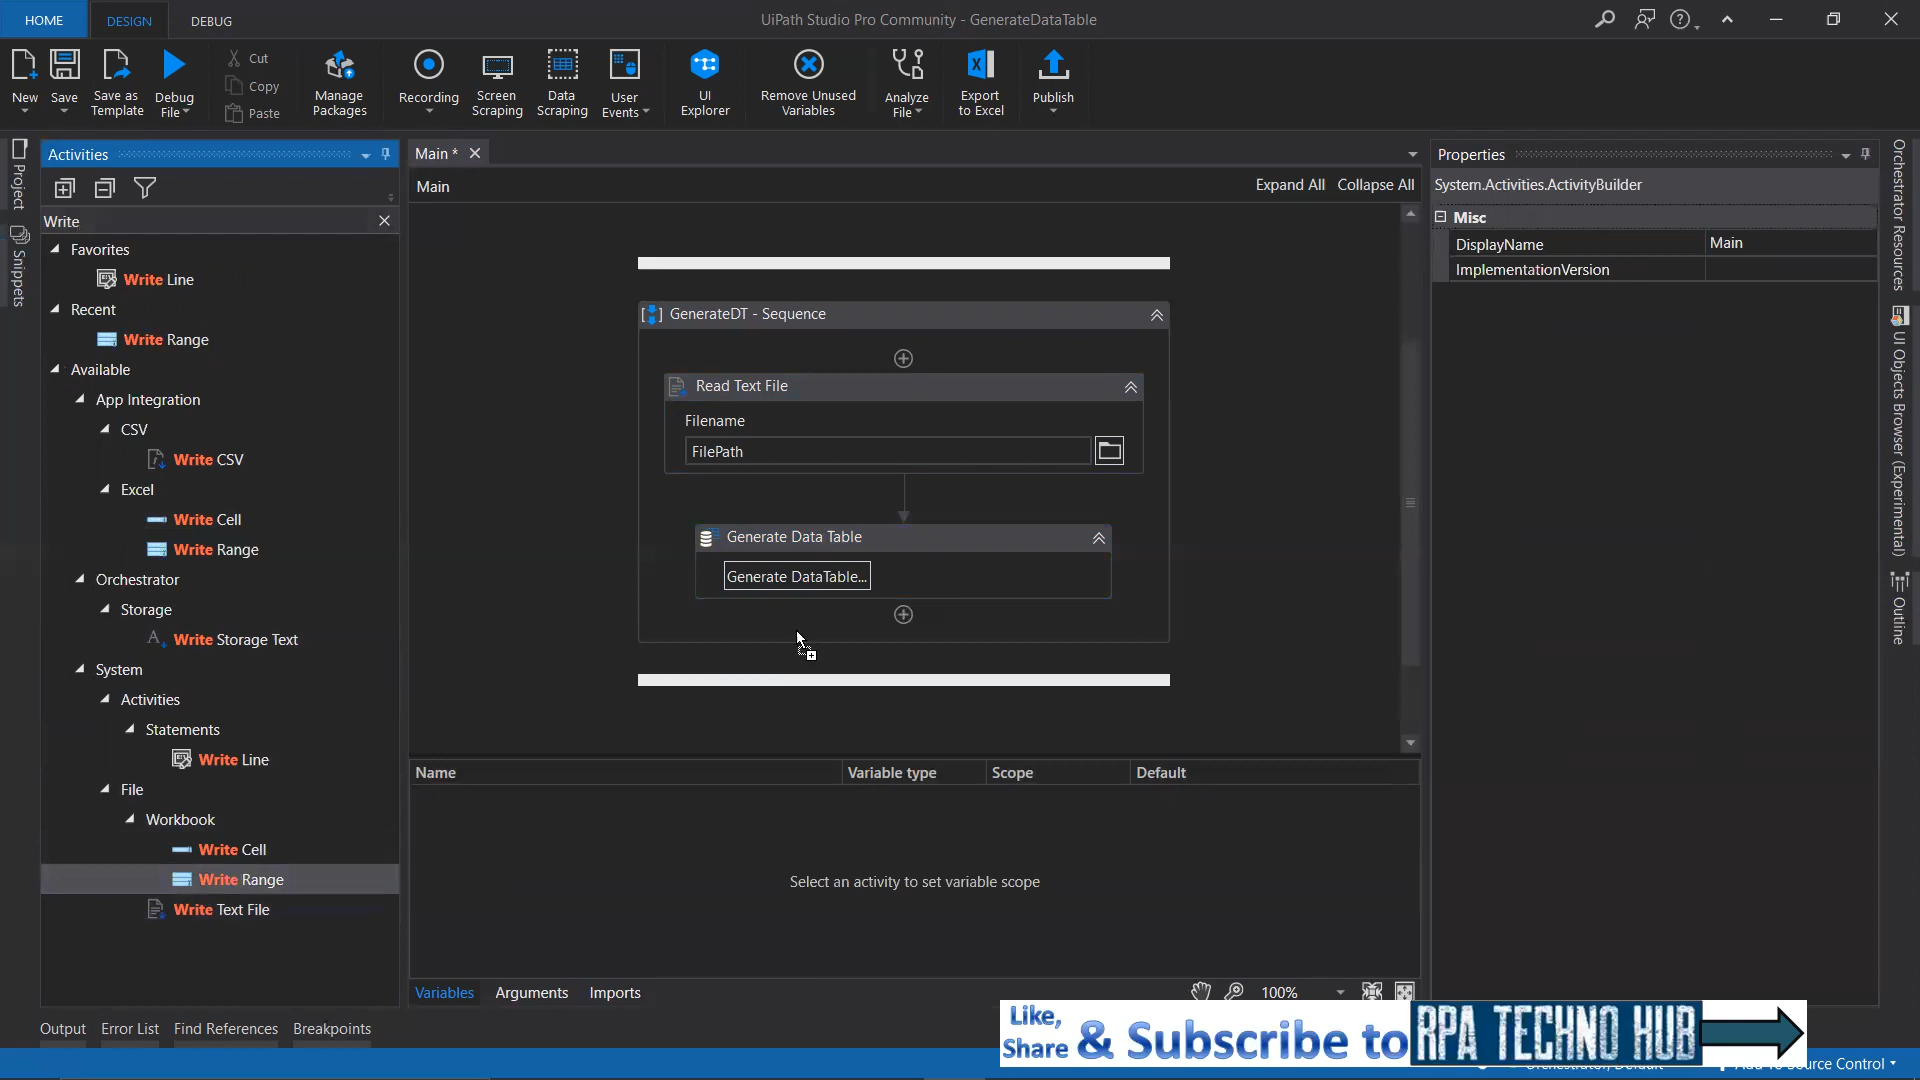 HOME
DESIGN
DEBUG
UiPath Studio Pro Community - GenerateDataTable
New
Save
Save as Template
Debug File
Cut
Copy
Paste
Manage Packages
Recording
Screen Scraping
Data Scraping
User Events
UI Explorer
Remove Unused Variables
Analyze File
Export to Excel
Publish
Project
Snippets
Activities
Write
Favorites
Write Line
Recent
Write Range
Available
App Integration
CSV
Write CSV
Excel
Write Cell
Write Range
Orchestrator
Storage
Write Storage Text
System
Activities
Statements
Write Line
File
Workbook
Write Cell
Write Range
Write Text File
Main *
Main
Expand All
Collapse All
GenerateDT - Sequence
Read Text File
Filename
FilePath
Generate Data Table
Generate DataTable...
Name
Variable type
Scope
Default
Select an activity to set variable scope
Variables
Arguments
Imports
100%
Properties
System.Activities.ActivityBuilder
Misc
DisplayName
Main
ImplementationVersion
Orchestrator Resources
UI Objects Browser (Experimental)
Outline
Output
Error List
Find References
Breakpoints
Like,
Share & Subscribe to RPA TECHNO HUB
Source Control